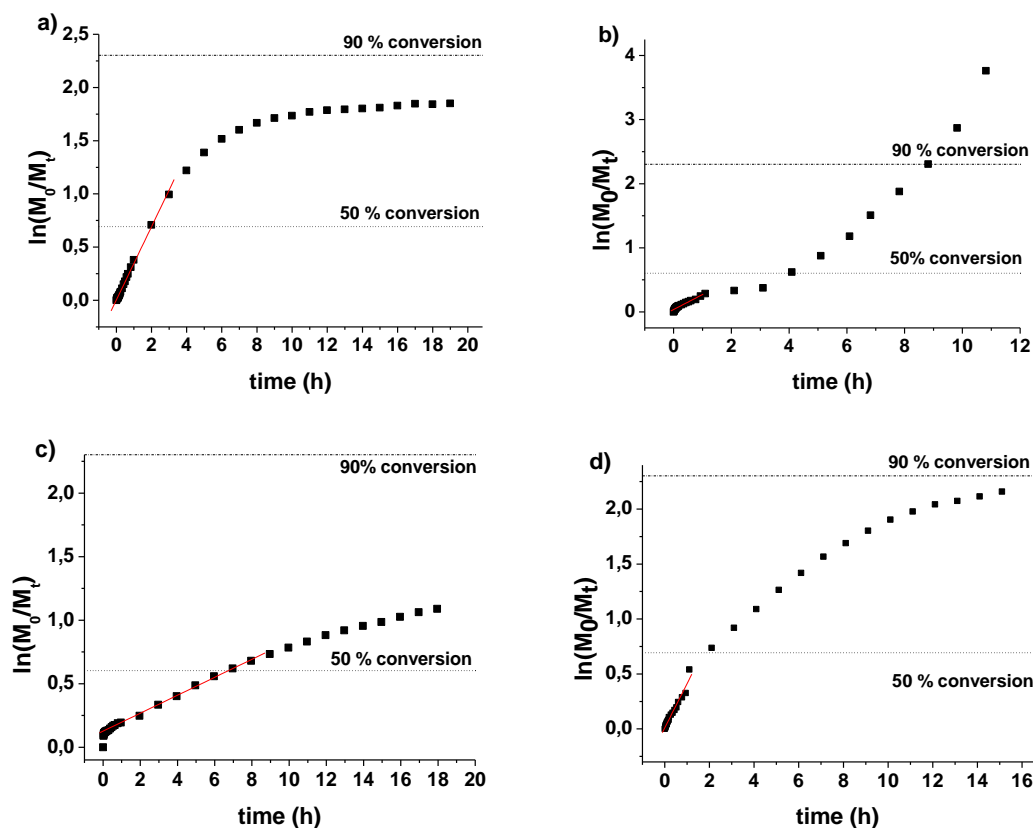 a)
2,5
2,0
1,5
1,0
0,5
0,0
ln(M0/Mt)
90 % conversion
50 % conversion
0 2 4 6 8 10 12 14 16 18 20
time (h)
b)
4
3
2
1
0
ln(M0/Mt)
90% conversion
50% conversion
0 2 4 6 8 10 12
time (h)
c)
2,0
1,5
1,0
0,5
0,0
ln(M0/Mt)
90% conversion
50 % conversion
0 2 4 6 8 10 12 14 16 18 20
time (h)
d)
2,0
1,5
1,0
0,5
0,0
ln(M0/Mt)
90 % conversion
50 % conversion
0 2 4 6 8 10 12 14 16
time (h)